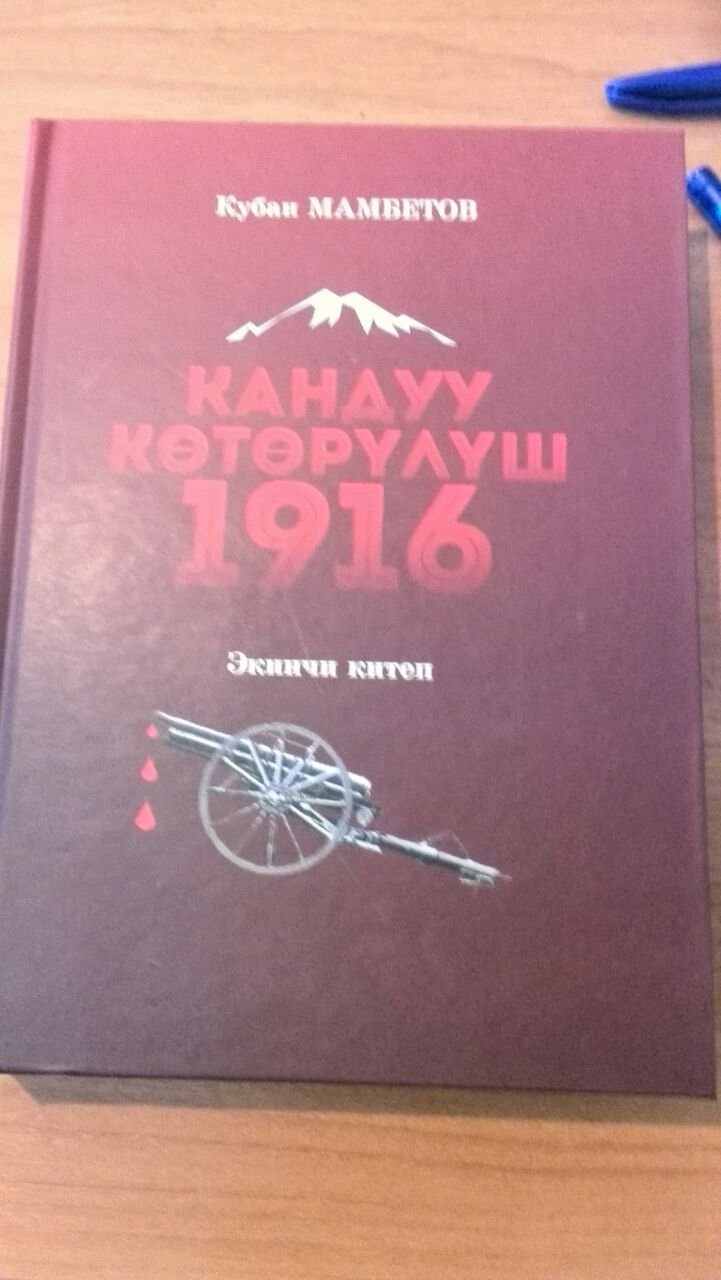 Кубан МАМБЕТОВ
КАНДУУ
КӨТӨРҮЛҮШ
1916
Экинчи китеп